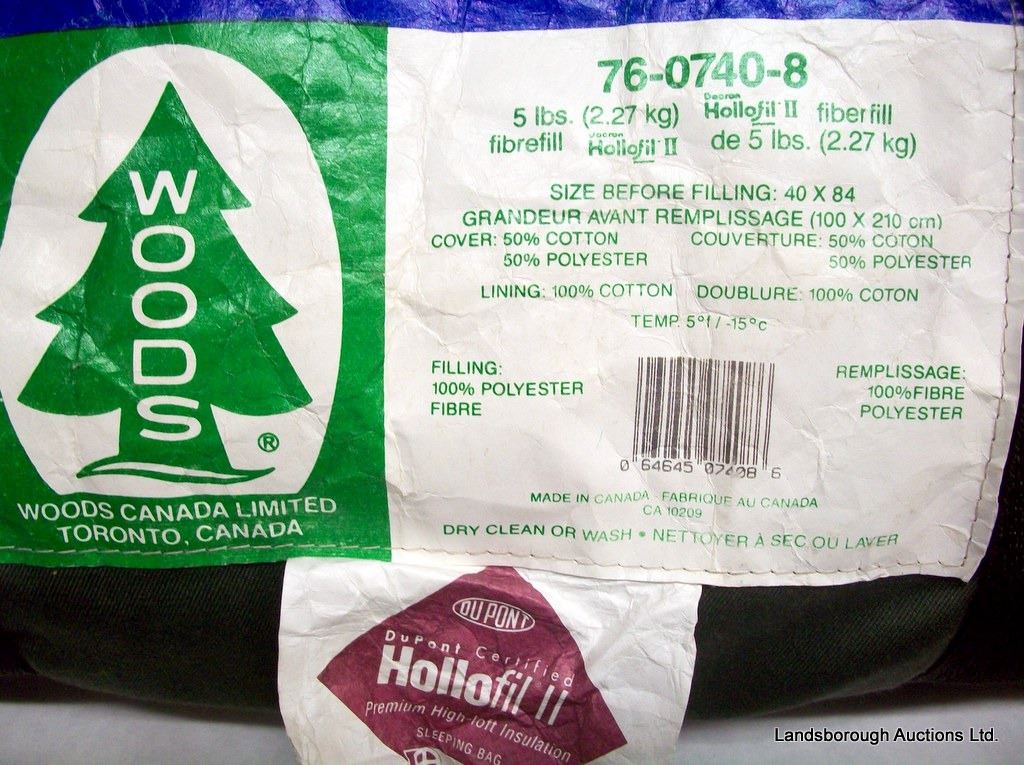 WOODS
®
WOODS CANADA LIMITED
TORONTO, CANADA
76-0740-8
5 lbs. (2.27 kg) Dacron Hollofil II fiberfill
fibrefill Dacron Hollofil II de 5 lbs. (2.27 kg)
SIZE BEFORE FILLING: 40 X 84
GRANDEUR AVANT REMPLISSAGE (100 X 210 cm)
COVER: 50% COTTON COUVERTURE: 50% COTON
50% POLYESTER 50% POLYESTER
LINING: 100% COTTON DOUBLURE: 100% COTON
TEMP. 5°f / -15°c
FILLING: REMPLISSAGE:
100% POLYESTER 100%FIBRE
FIBRE POLYESTER
0 64645 07408 6
MADE IN CANADA - FABRIQUE AU CANADA
CA 10209
DRY CLEAN OR WASH • NETTOYER À SEC OU LAVER
DU PONT
DuPont Certified
Hollofil II
Premium High-loft Insulation
SLEEPING BAG
Landsborough Auctions Ltd.